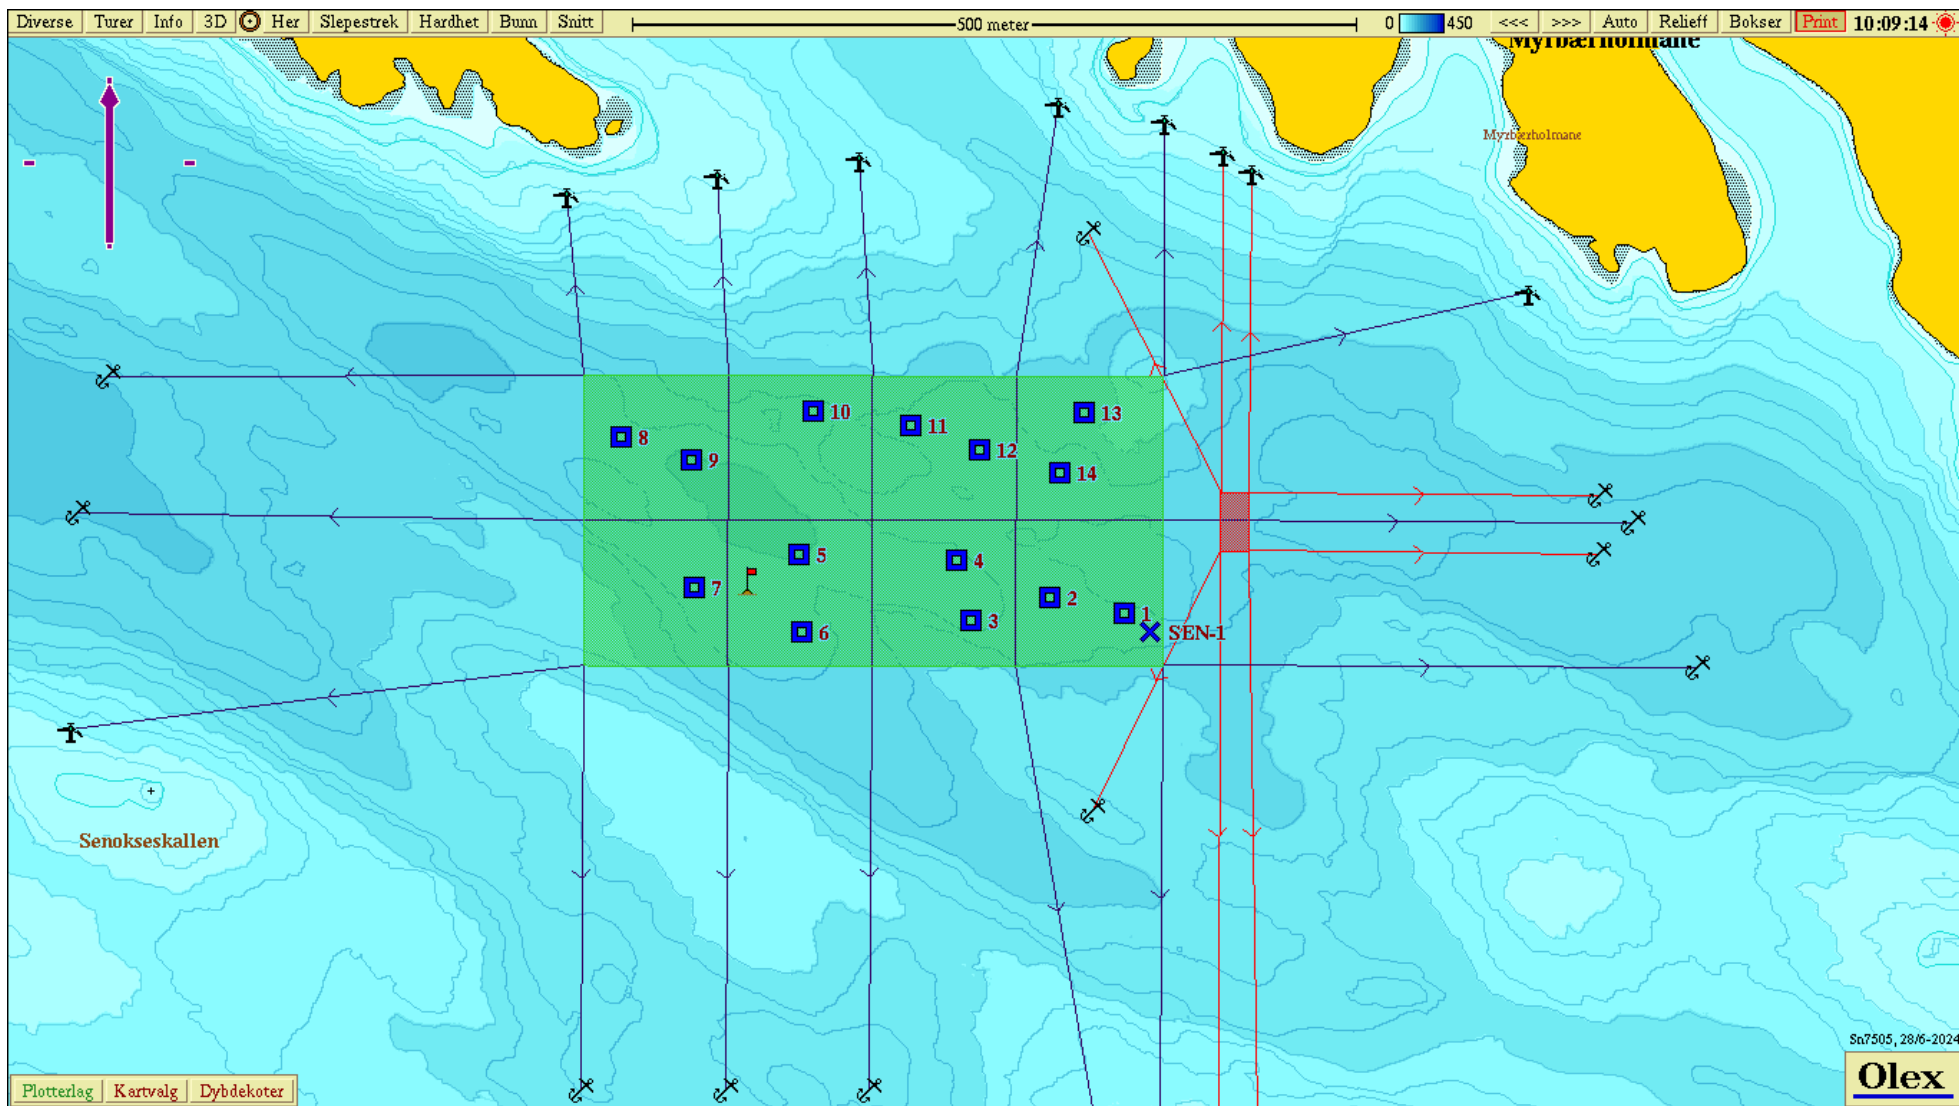 Diverse Turer Info 3D Her Slepestrek Hardhet Bunn Snitt 500 meter 0 450 <<< >>> Auto Relieff Bokser Print 10:09:14
Myrbærholmane
Myrbærholmane
10
13
11
8
12
9
14
5
4
7
2
1
3
6
SEN-1
Senokseskallen
Sn7505, 28/6-2024
Olex
Plotterlag Kartvalg Dybdekoter